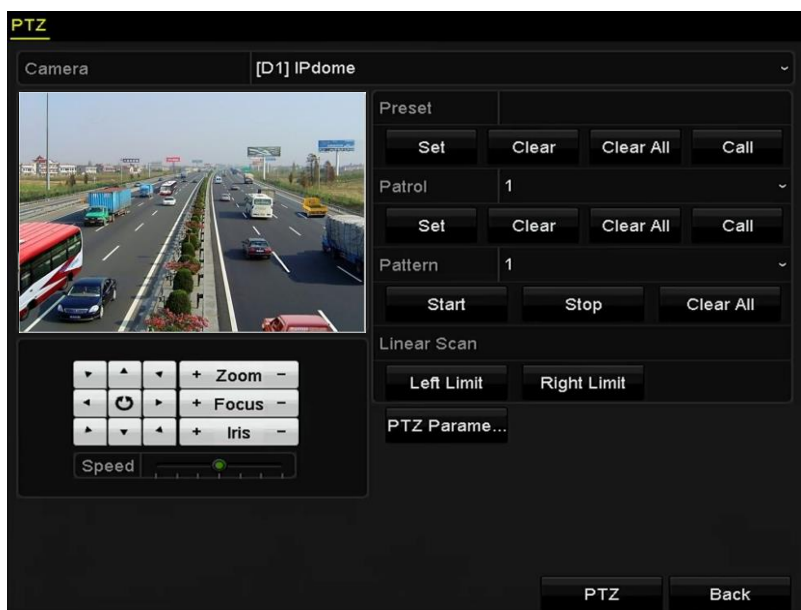 PTZ
Camera [D1] IPdome
Preset
Set Clear Clear All Call
Patrol 1
Set Clear Clear All Call
Pattern 1
Start Stop Clear All
Linear Scan
Left Limit Right Limit
PTZ Parame...
+ Zoom -
+ Focus -
+ Iris -
Speed
PTZ Back